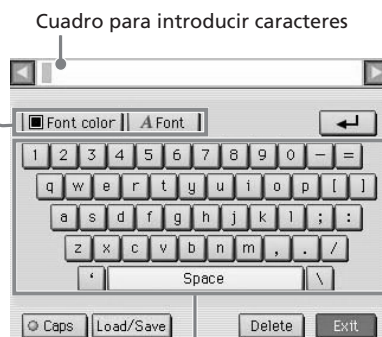 Cuadro para introducir caracteres
Font color A Font
1 2 3 4 5 6 7 8 9 0 - =
q w e r t y u i o p [ ]
a s d f g h j k l ; :
z x c v b n m , . /
‘ Space \
Caps Load/Save Delete Exit